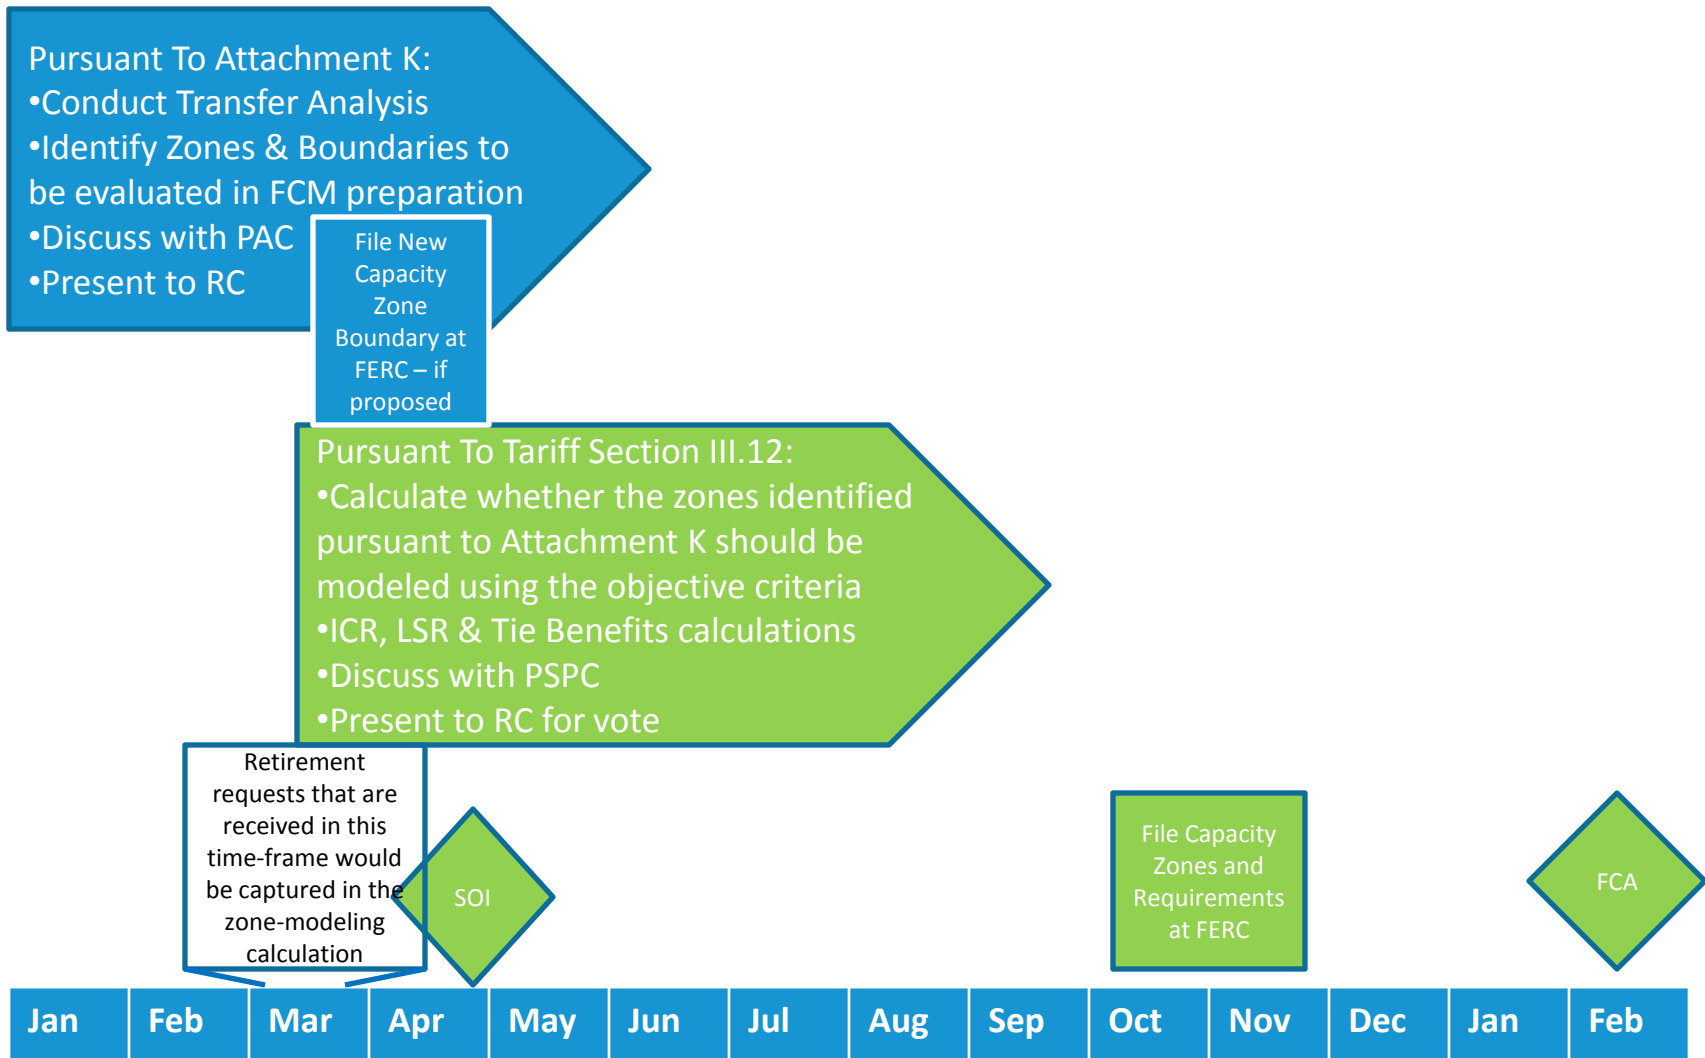 Pursuant To Attachment K:
•Conduct Transfer Analysis
•Identify Zones & Boundaries to
be evaluated in FCM preparation
•Discuss with PAC
•Present to RC
File New
Capacity
Zone
Boundary at
FERC – if
proposed
Pursuant To Tariff Section III.12:
•Calculate whether the zones identified
pursuant to Attachment K should be
modeled using the objective criteria
•ICR, LSR & Tie Benefits calculations
•Discuss with PSPC
•Present to RC for vote
Retirement
requests that are
received in this
time-frame would
be captured in the
zone-modeling
calculation
SOI
File Capacity
Zones and
Requirements
at FERC
FCA
Jan Feb Mar Apr May Jun Jul Aug Sep Oct Nov Dec Jan Feb